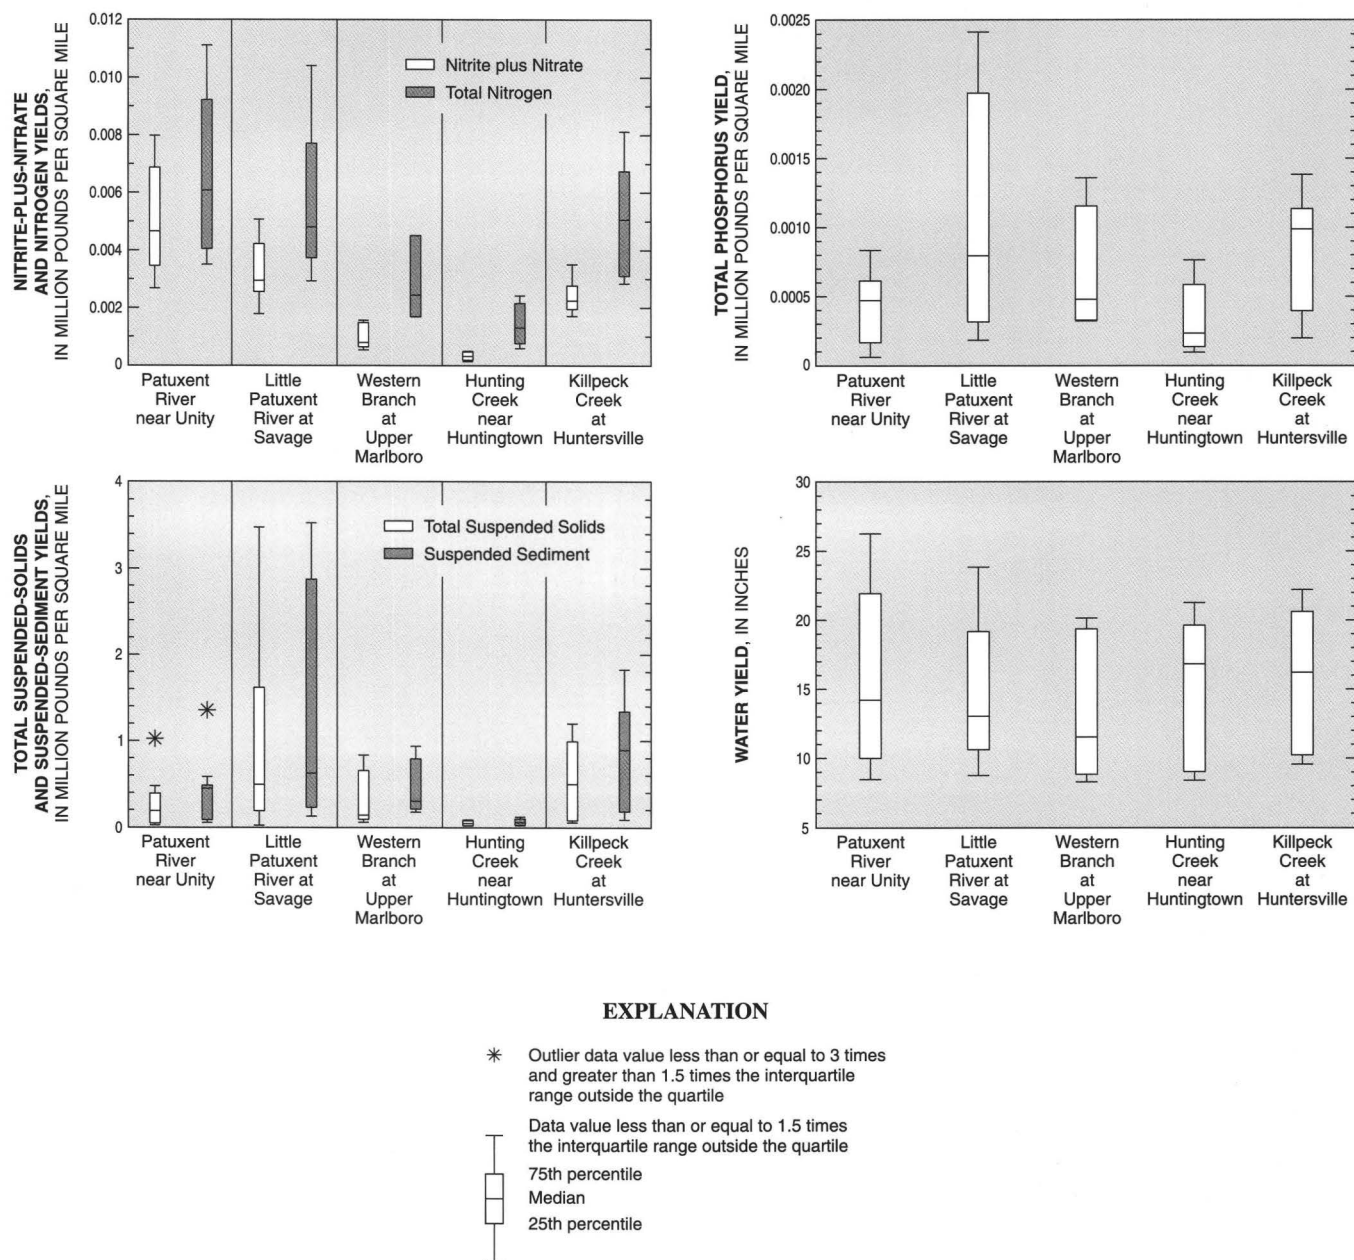 NITRITE-PLUS-NITRATE
AND NITROGEN YIELDS,
IN MILLION POUNDS PER SQUARE MILE
0.012
0.010
0.008
0.006
0.004
0.002
0
Nitrite plus Nitrate
Total Nitrogen
Patuxent
River
near Unity
Little
Patuxent
River at
Savage
Western
Branch
at
Upper
Marlboro
Hunting
Creek
near
Huntingtown
Killpeck
Creek
at
Huntersville
TOTAL PHOSPHORUS YIELD,
IN MILLION POUNDS PER SQUARE MILE
0.0025
0.0020
0.0015
0.0010
0.0005
0
Patuxent
River
near Unity
Little
Patuxent
River at
Savage
Western
Branch
at
Upper
Marlboro
Hunting
Creek
near
Huntingtown
Killpeck
Creek
at
Huntersville
TOTAL SUSPENDED-SOLIDS
AND SUSPENDED-SEDIMENT YIELDS,
IN MILLION POUNDS PER SQUARE MILE
4
3
2
1
0
Total Suspended Solids
Suspended Sediment
Patuxent
River
near Unity
Little
Patuxent
River at
Savage
Western
Branch
at
Upper
Marlboro
Hunting
Creek
near
Huntingtown
Killpeck
Creek
at
Huntersville
WATER YIELD, IN INCHES
30
25
20
15
10
5
Patuxent
River
near Unity
Little
Patuxent
River at
Savage
Western
Branch
at
Upper
Marlboro
Hunting
Creek
near
Huntingtown
Killpeck
Creek
at
Huntersville
EXPLANATION
Outlier data value less than or equal to 3 times
and greater than 1.5 times the interquartile
range outside the quartile
Data value less than or equal to 1.5 times
the interquartile range outside the quartile
75th percentile
Median
25th percentile